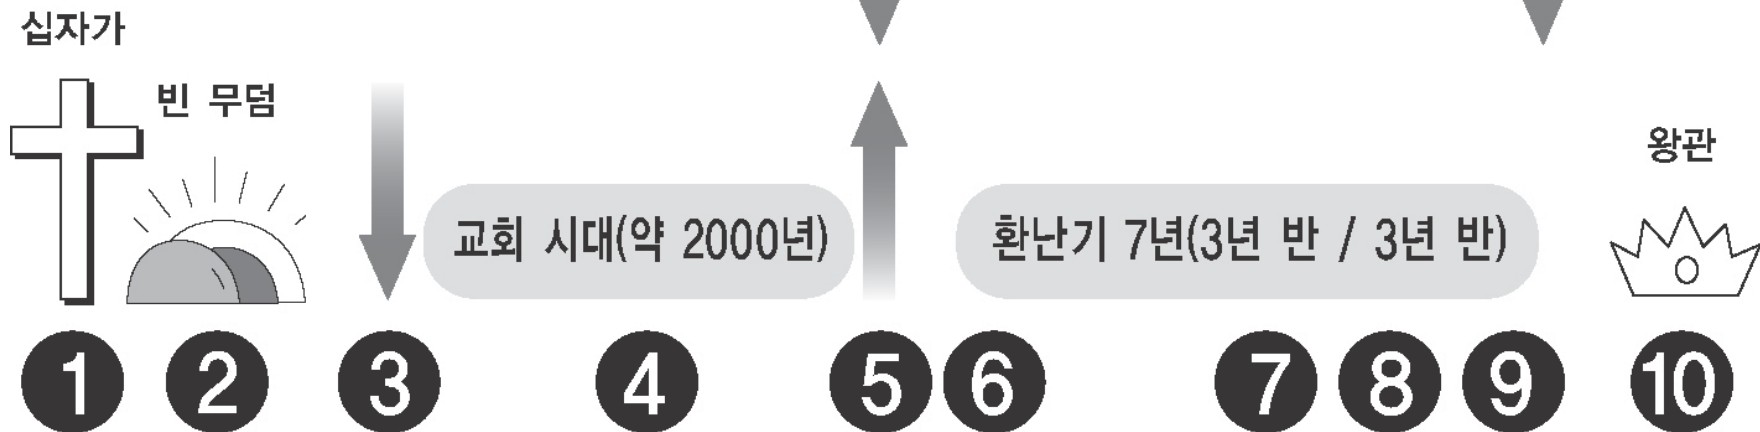 십자가
빈 무덤
왕관
교회 시대(약 2000년)
환난기 7년(3년 반 / 3년 반)
1 2 3 4 5 6 7 8 9 10